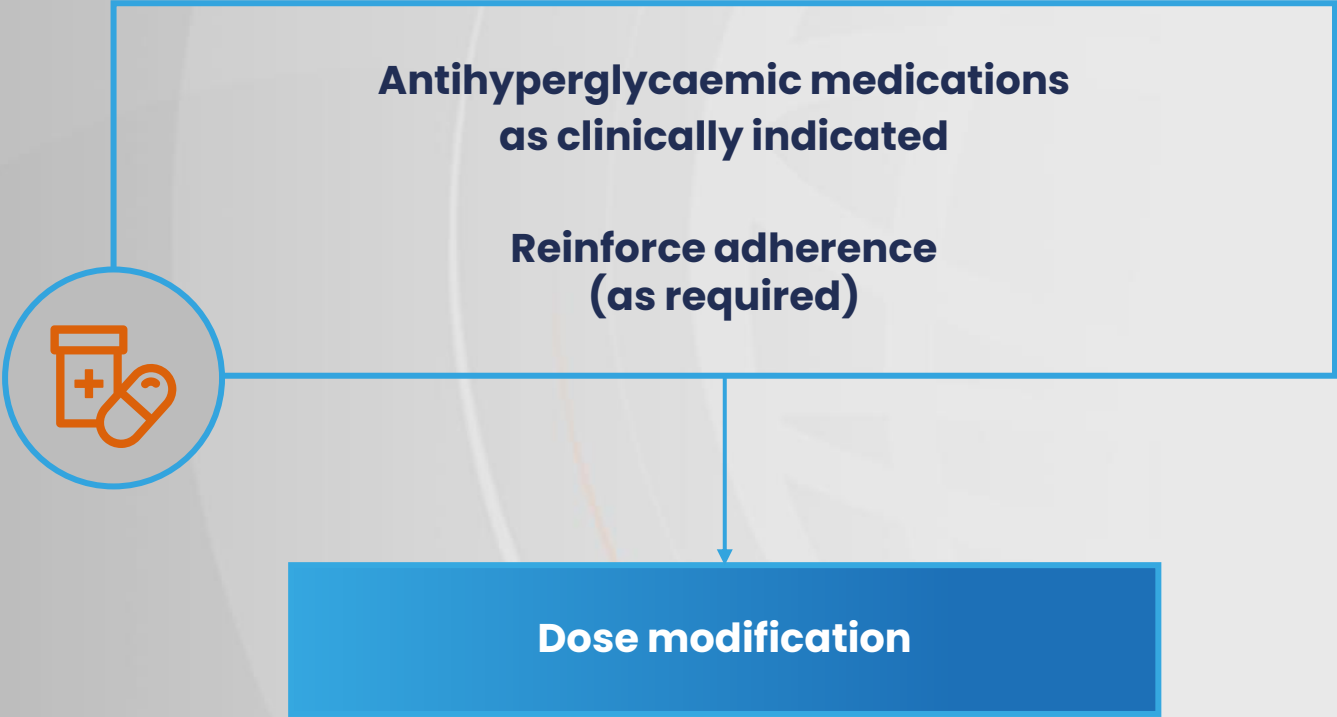 Antihyperglycaemic medications
as clinically indicated
Reinforce adherence
(as required)
Dose modification